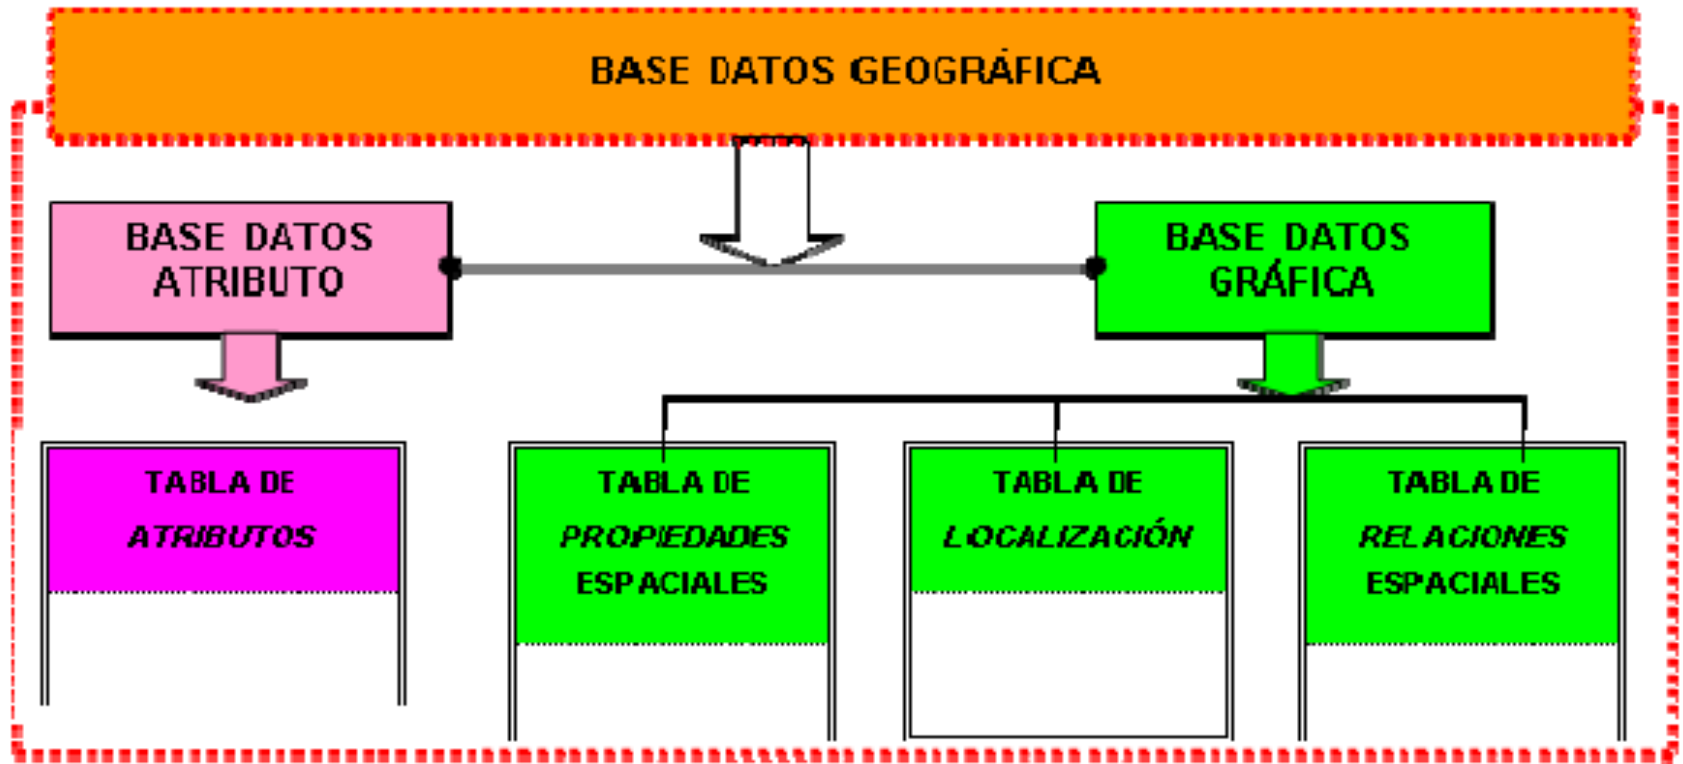 BASE DATOS GEOGRÁFICA
BASE DATOS
ATRIBUTO
BASE DATOS
GRÁFICA
TABLA DE
ATRIBUTOS
TABLA DE
PROPIEDADES
ESPACIALES
TABLA DE
LOCALIZACIÓN
TABLA DE
RELACIONES
ESPACIALES